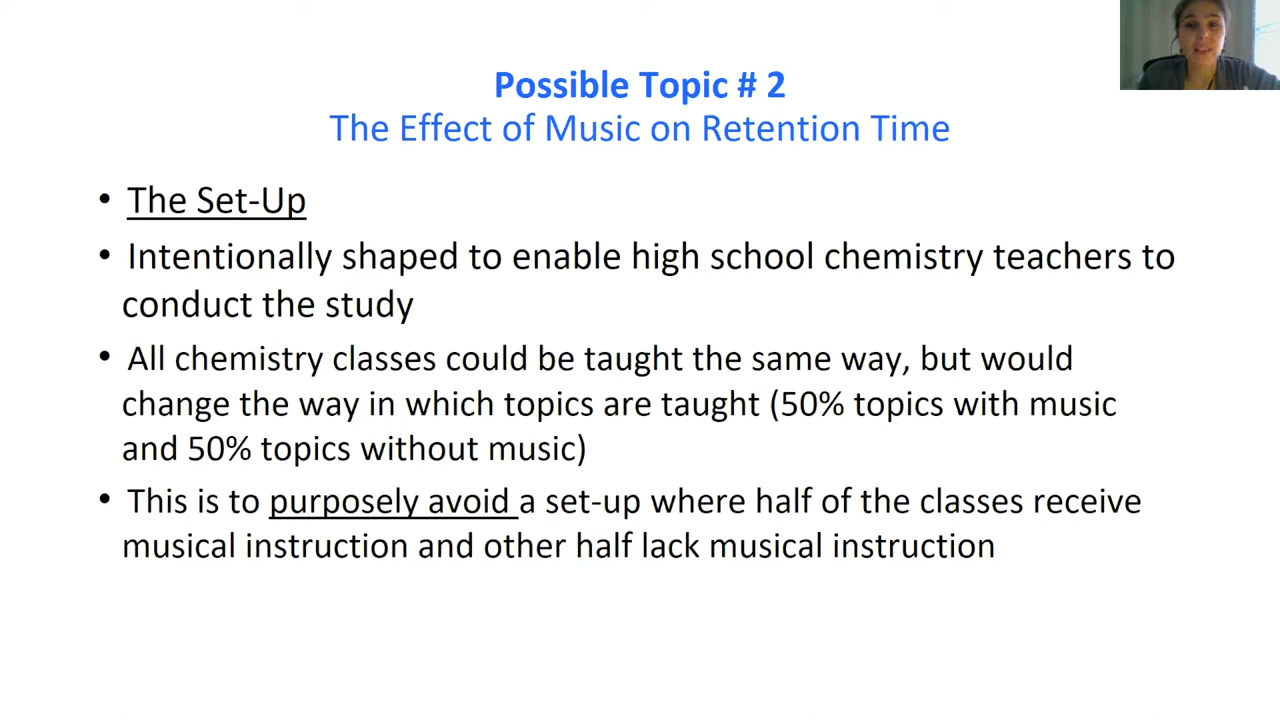 Possible Topic # 2
The Effect of Music on Retention Time
• The Set-Up
• Intentionally shaped to enable high school chemistry teachers to
conduct the study
• All chemistry classes could be taught the same way, but would
change the way in which topics are taught (50% topics with music
and 50% topics without music)
• This is to purposely avoid a set-up where half of the classes receive
musical instruction and other half lack musical instruction